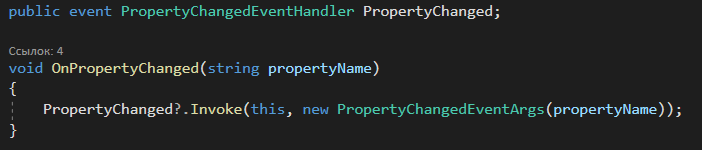 public event PropertyChangedEventHandler PropertyChanged;
Ссылок: 4
void OnPropertyChanged(string propertyName)
{
PropertyChanged?.Invoke(this, new PropertyChangedEventArgs(propertyName));
}